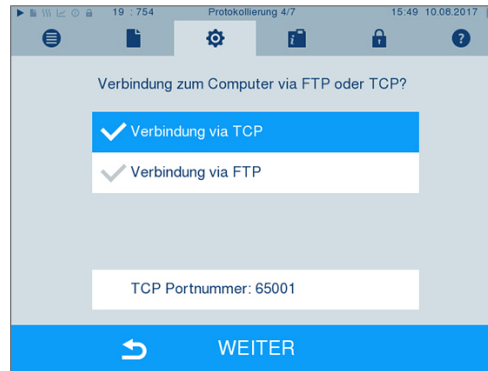 19 : 754 Protokollierung 4/7 15:49 10.08.2017
Verbindung zum Computer via FTP oder TCP?
Verbindung via TCP
Verbindung via FTP
TCP Portnummer: 65001
WEITER